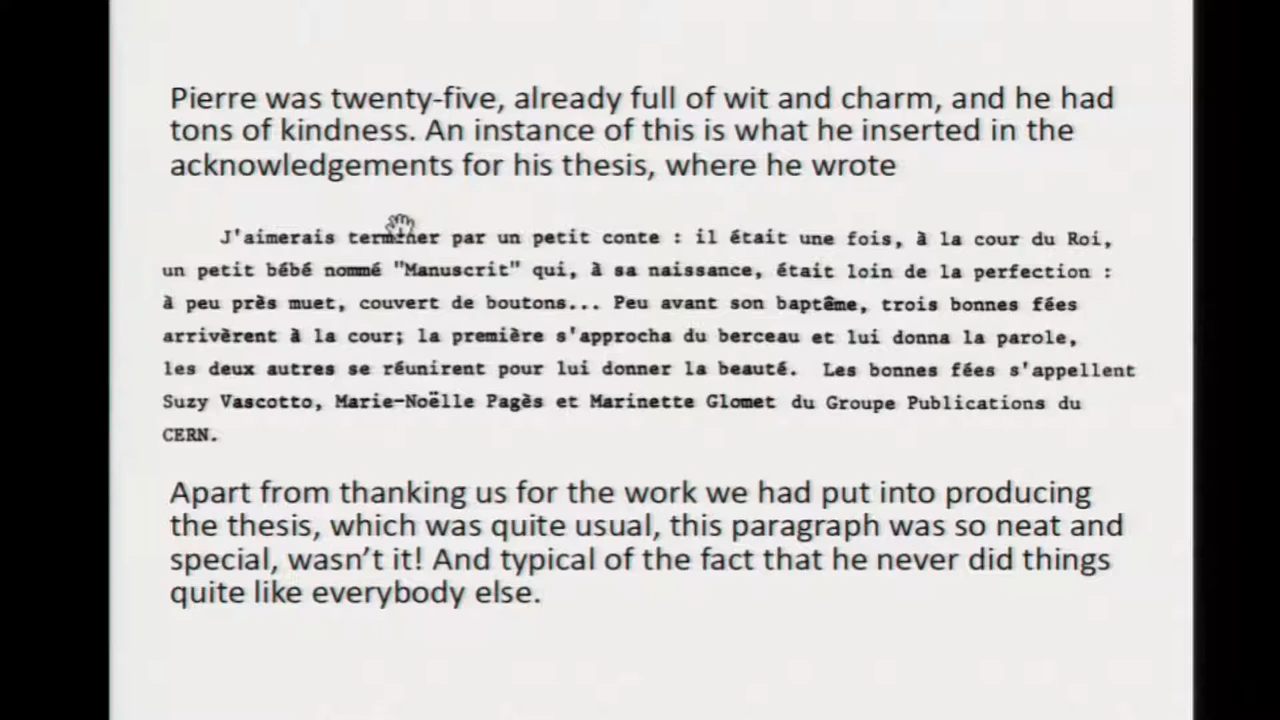 Pierre was twenty-five, already full of wit and charm, and he had
tons of kindness. An instance of this is what he inserted in the
acknowledgements for his thesis, where he wrote
J'aimerais terminer par un petit conte : il était une fois, à la cour du Roi,
un petit bébé nommé "Manuscrit" qui, à sa naissance, était loin de la perfection :
à peu près muet, couvert de boutons... Peu avant son baptême, trois bonnes fées
arrivèrent à la cour; la première s'approcha du berceau et lui donna la parole,
les deux autres se réunirent pour lui donner la beauté. Les bonnes fées s'appellent
Suzy Vascotto, Marie-Noëlle Pagès et Marinette Glomet du Groupe Publications du
CERN.
Apart from thanking us for the work we had put into producing
the thesis, which was quite usual, this paragraph was so neat and
special, wasn't it! And typical of the fact that he never did things
quite like everybody else.